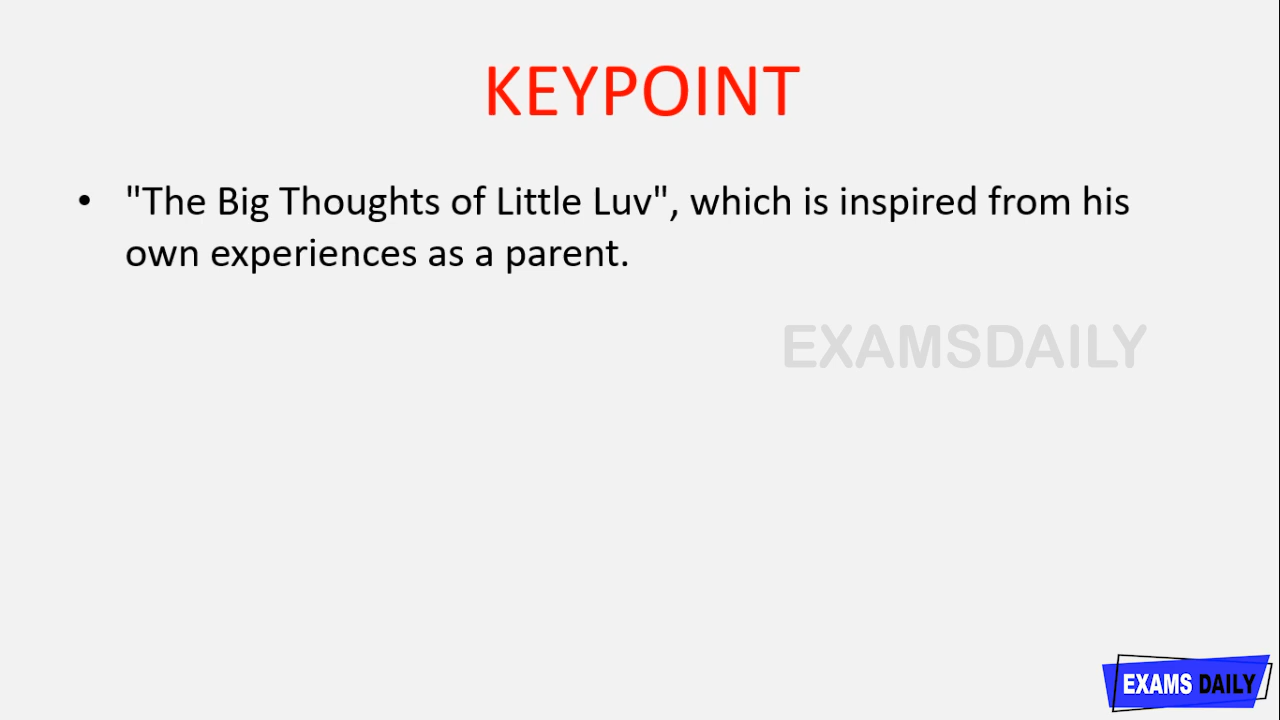 KEYPOINT
• "The Big Thoughts of Little Luv", which is inspired from his
own experiences as a parent.
EXAMSDAILY
EXAMS DAILY